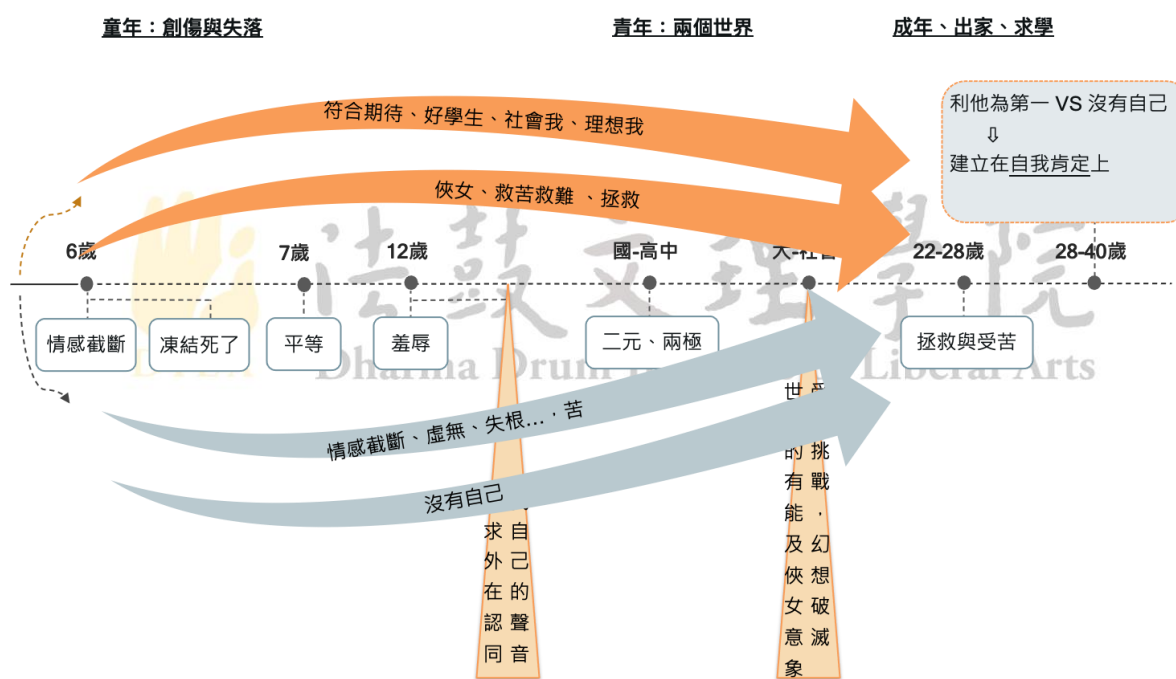 童年：創傷與失落
青年：兩個世界
成年、出家、求學
利他為第一 VS 沒有自己
⇩
建立在自我肯定上
符合期待、好學生、社會我、理想我
俠女、救苦救難 、拯救
法鼓文理學院
6歲
7歲
12歲
國-高中
22-28歲
28-40歲
情感截斷
凍結死了
平等
羞辱
二元、兩極
拯救與受苦
Dharma Drum
Liberal Arts
情感截斷、虛無、失根…，苦
沒有自己
自己的聲音
求外在認同
挑戰，幻想破滅
的有能及俠女意象